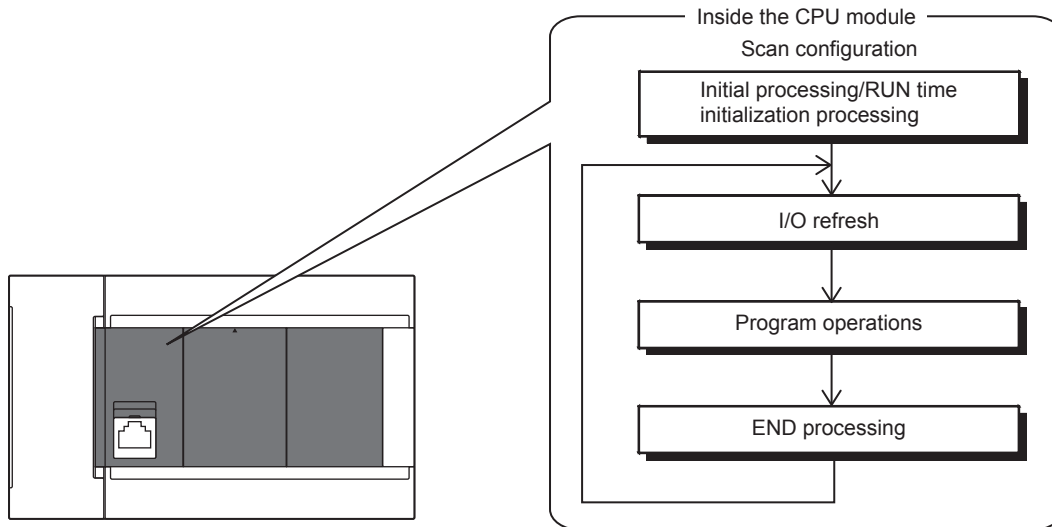 Inside the CPU module
Scan configuration
Initial processing/RUN time
initialization processing
I/O refresh
Program operations
END processing